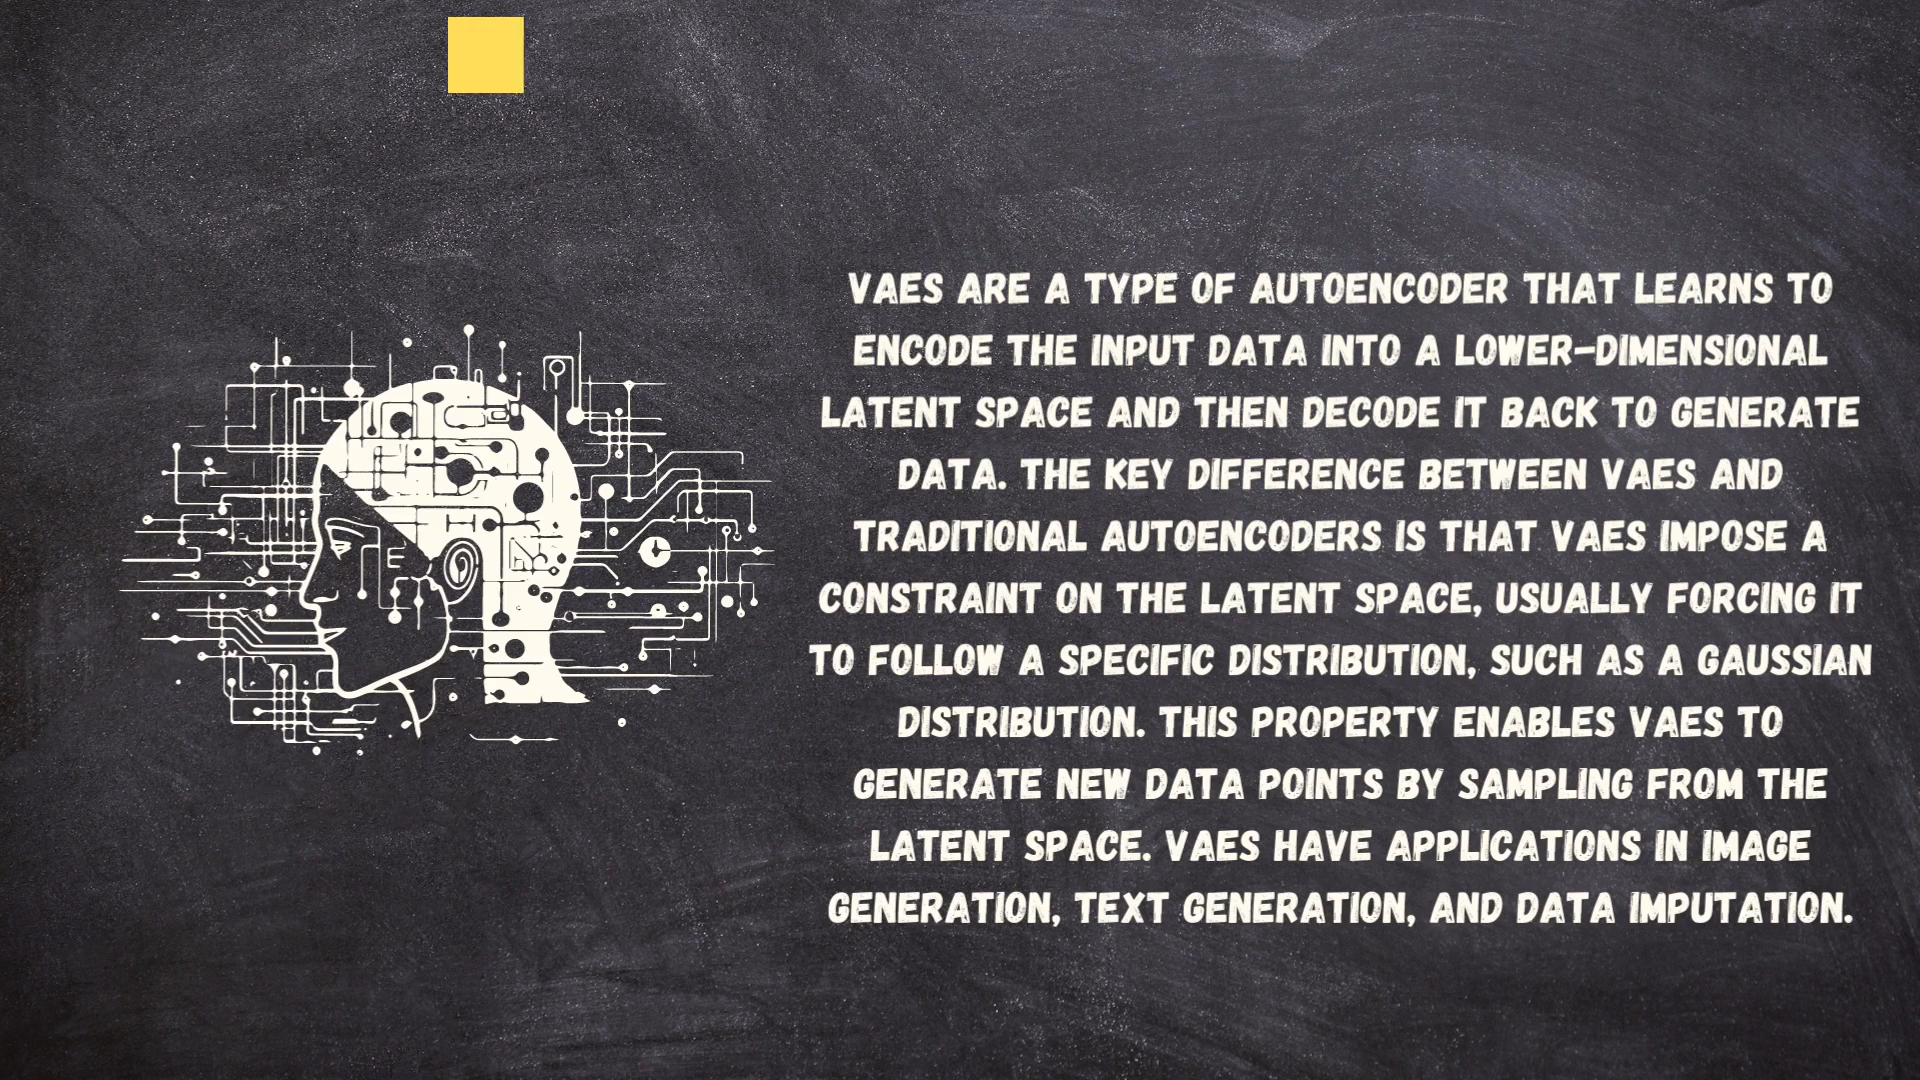 VAES ARE A TYPE OF AUTOENCODER THAT LEARNS TO
ENCODE THE INPUT DATA INTO A LOWER-DIMENSIONAL
LATENT SPACE AND THEN DECODE IT BACK TO GENERATE
DATA. THE KEY DIFFERENCE BETWEEN VAES AND
TRADITIONAL AUTOENCODERS IS THAT VAES IMPOSE A
CONSTRAINT ON THE LATENT SPACE, USUALLY FORCING IT
TO FOLLOW A SPECIFIC DISTRIBUTION, SUCH AS A GAUSSIAN
DISTRIBUTION. THIS PROPERTY ENABLES VAES TO
GENERATE NEW DATA POINTS BY SAMPLING FROM THE
LATENT SPACE. VAES HAVE APPLICATIONS IN IMAGE
GENERATION, TEXT GENERATION, AND DATA IMPUTATION.